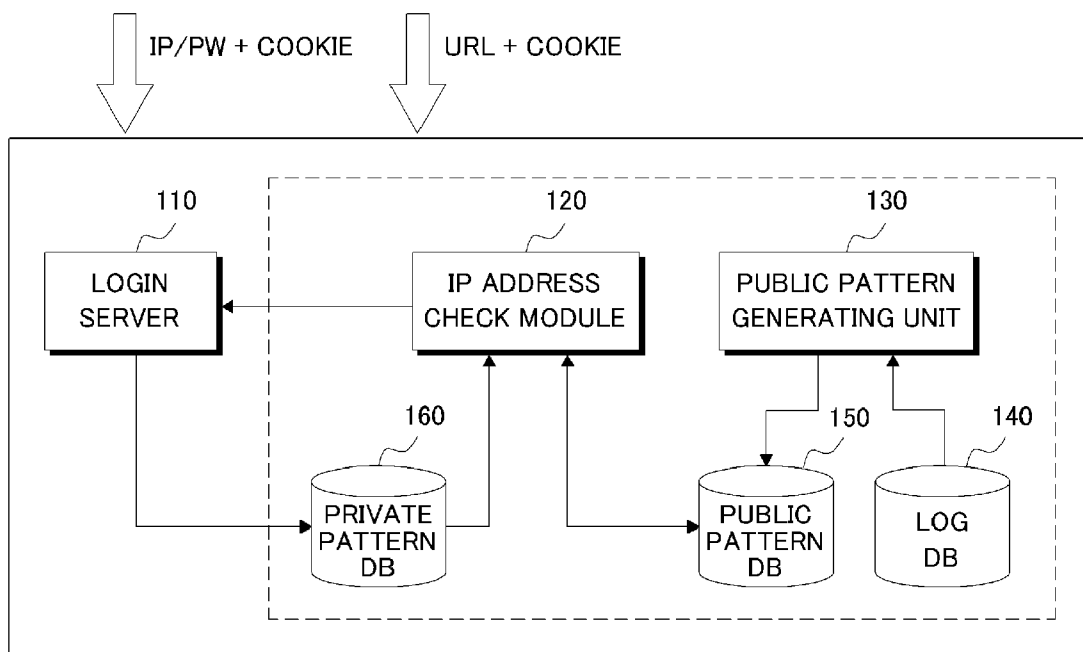 IP/PW + COOKIE
URL + COOKIE
110
120
130
LOGIN
SERVER
IP ADDRESS
CHECK MODULE
PUBLIC PATTERN
GENERATING UNIT
160
150
140
PRIVATE
PATTERN
DB
PUBLIC
PATTERN
DB
LOG
DB